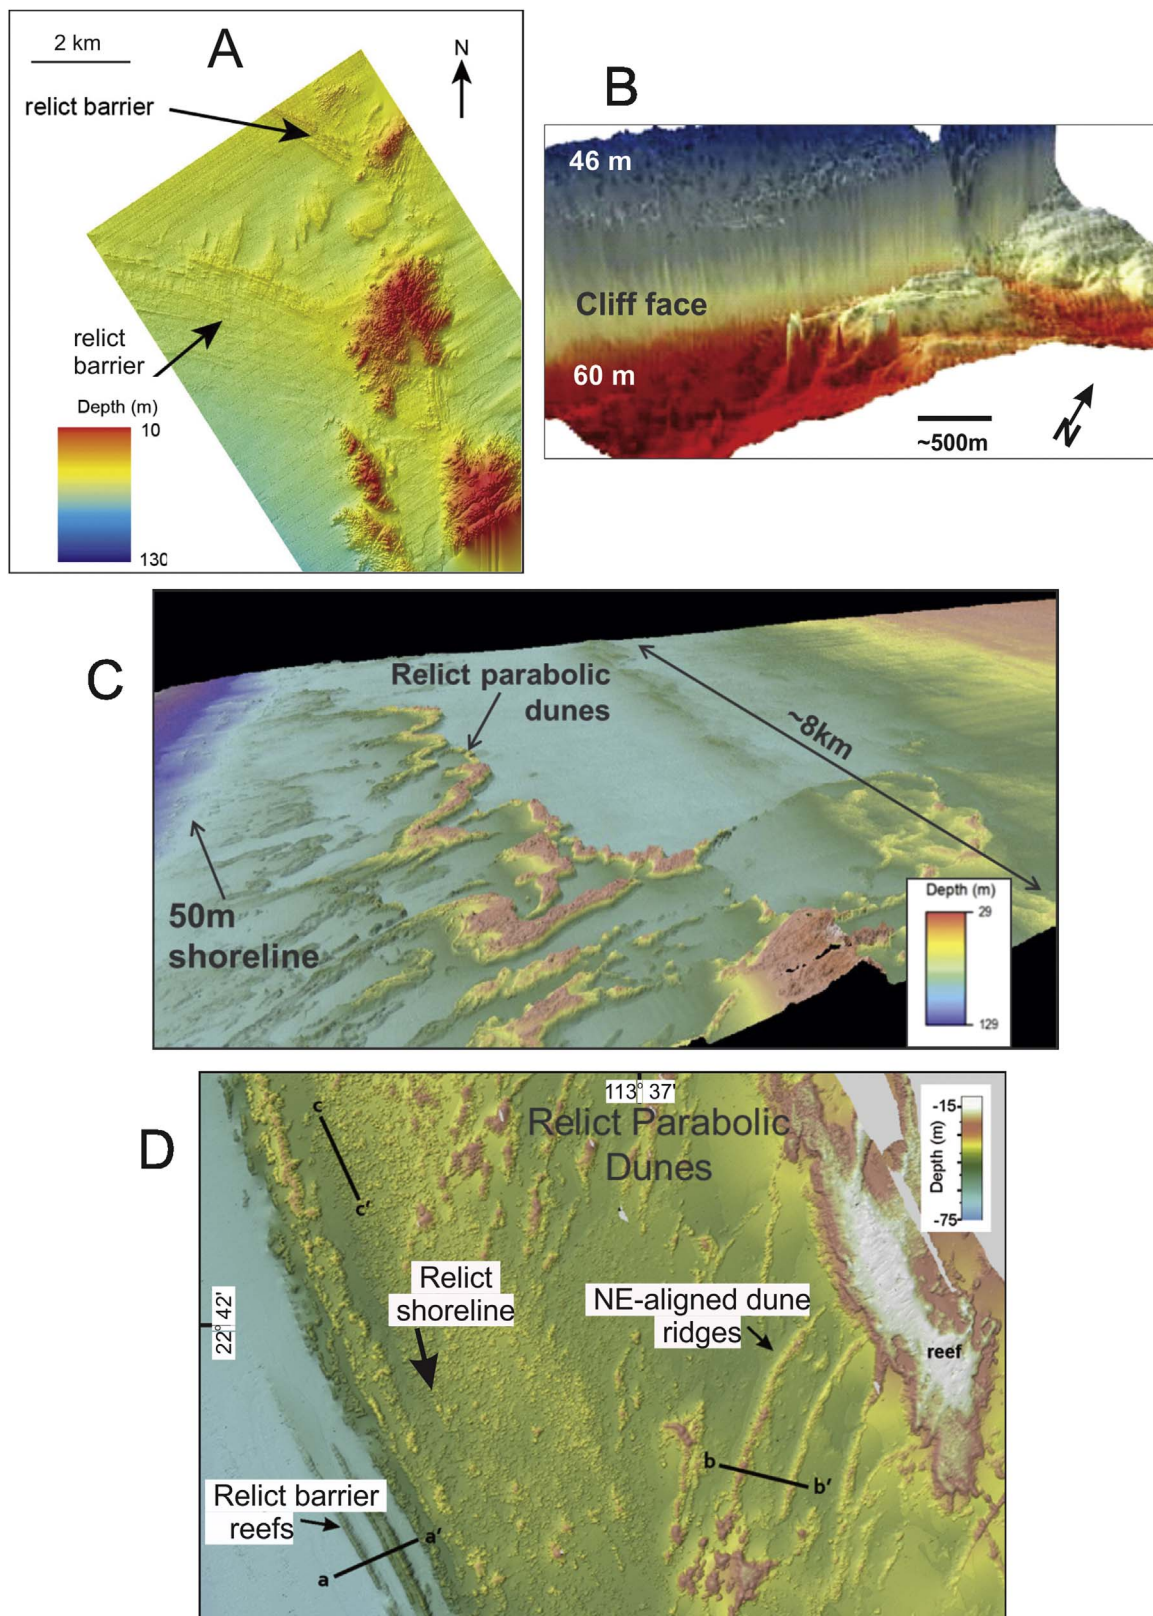 A
2 km
N
relict barrier
relict
barrier
Depth (m)
10
130
B
46 m
Cliff face
60 m
~500m
N
C
Relict parabolic
dunes
~8km
50m
shoreline
Depth (m)
29
129
D
113° 37'
Relict Parabolic
Dunes
-15
Depth (m)
-75
c
c'
Relict
shoreline
22° 42'
NE-aligned dune
ridges
reef
b
b'
Relict barrier
reefs
a
a'